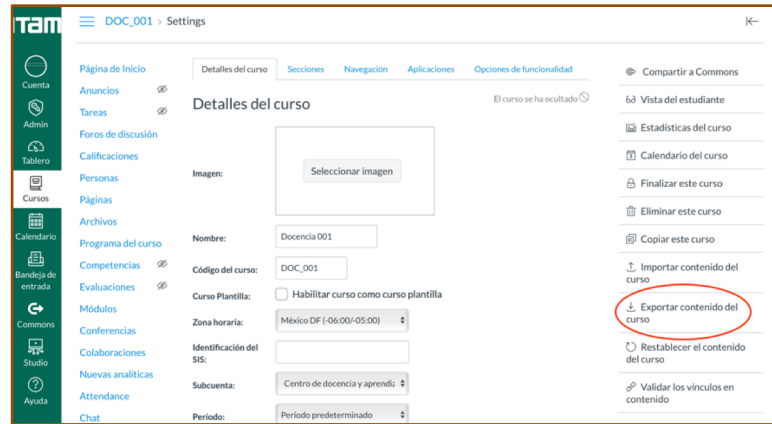 ITam
DOC_001 > Settings
Cuenta
Admin
Tablero
Cursos
Calendario
Bandeja de
entrada
Commons
Studio
Ayuda
Página de Inicio
Anuncios
Tareas
Foros de discusión
Calificaciones
Personas
Páginas
Archivos
Programa del curso
Competencias
Evaluaciones
Módulos
Conferencias
Colaboraciones
Nuevas analíticas
Attendance
Chat
Detalles del curso
Secciones
Navegación
Aplicaciones
Opciones de funcionalidad
Detalles del curso
El curso se ha ocultado
Imagen:
Seleccionar imagen
Nombre:
Docencia 001
Código del curso:
DOC_001
Curso Plantilla:
Habilitar curso como curso plantilla
Zona horaria:
México DF (-06:00/-05:00)
Identificación del
SIS:
Subcuenta:
Centro de docencia y aprendiz
Período:
Período predeterminado
Compartir a Commons
Vista del estudiante
Estadísticas del curso
Calendario del curso
Finalizar este curso
Eliminar este curso
Copiar este curso
Importar contenido del
curso
Exportar contenido del
curso
Restablecer el contenido
del curso
Validar los vínculos en
contenido